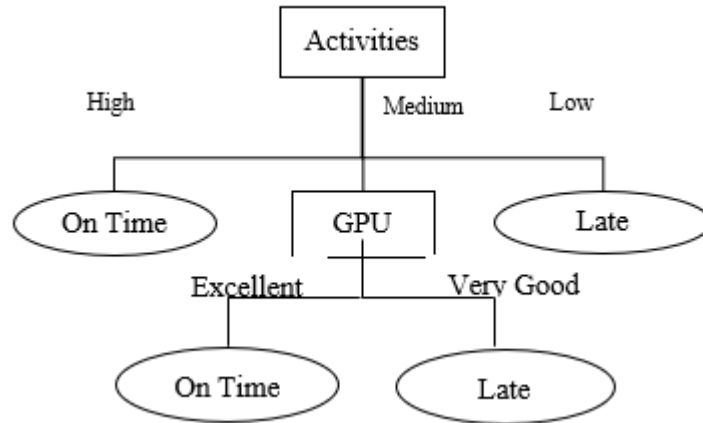 Activities
High
Medium
Low
On Time
GPU
Late
Excellent
Very Good
On Time
Late